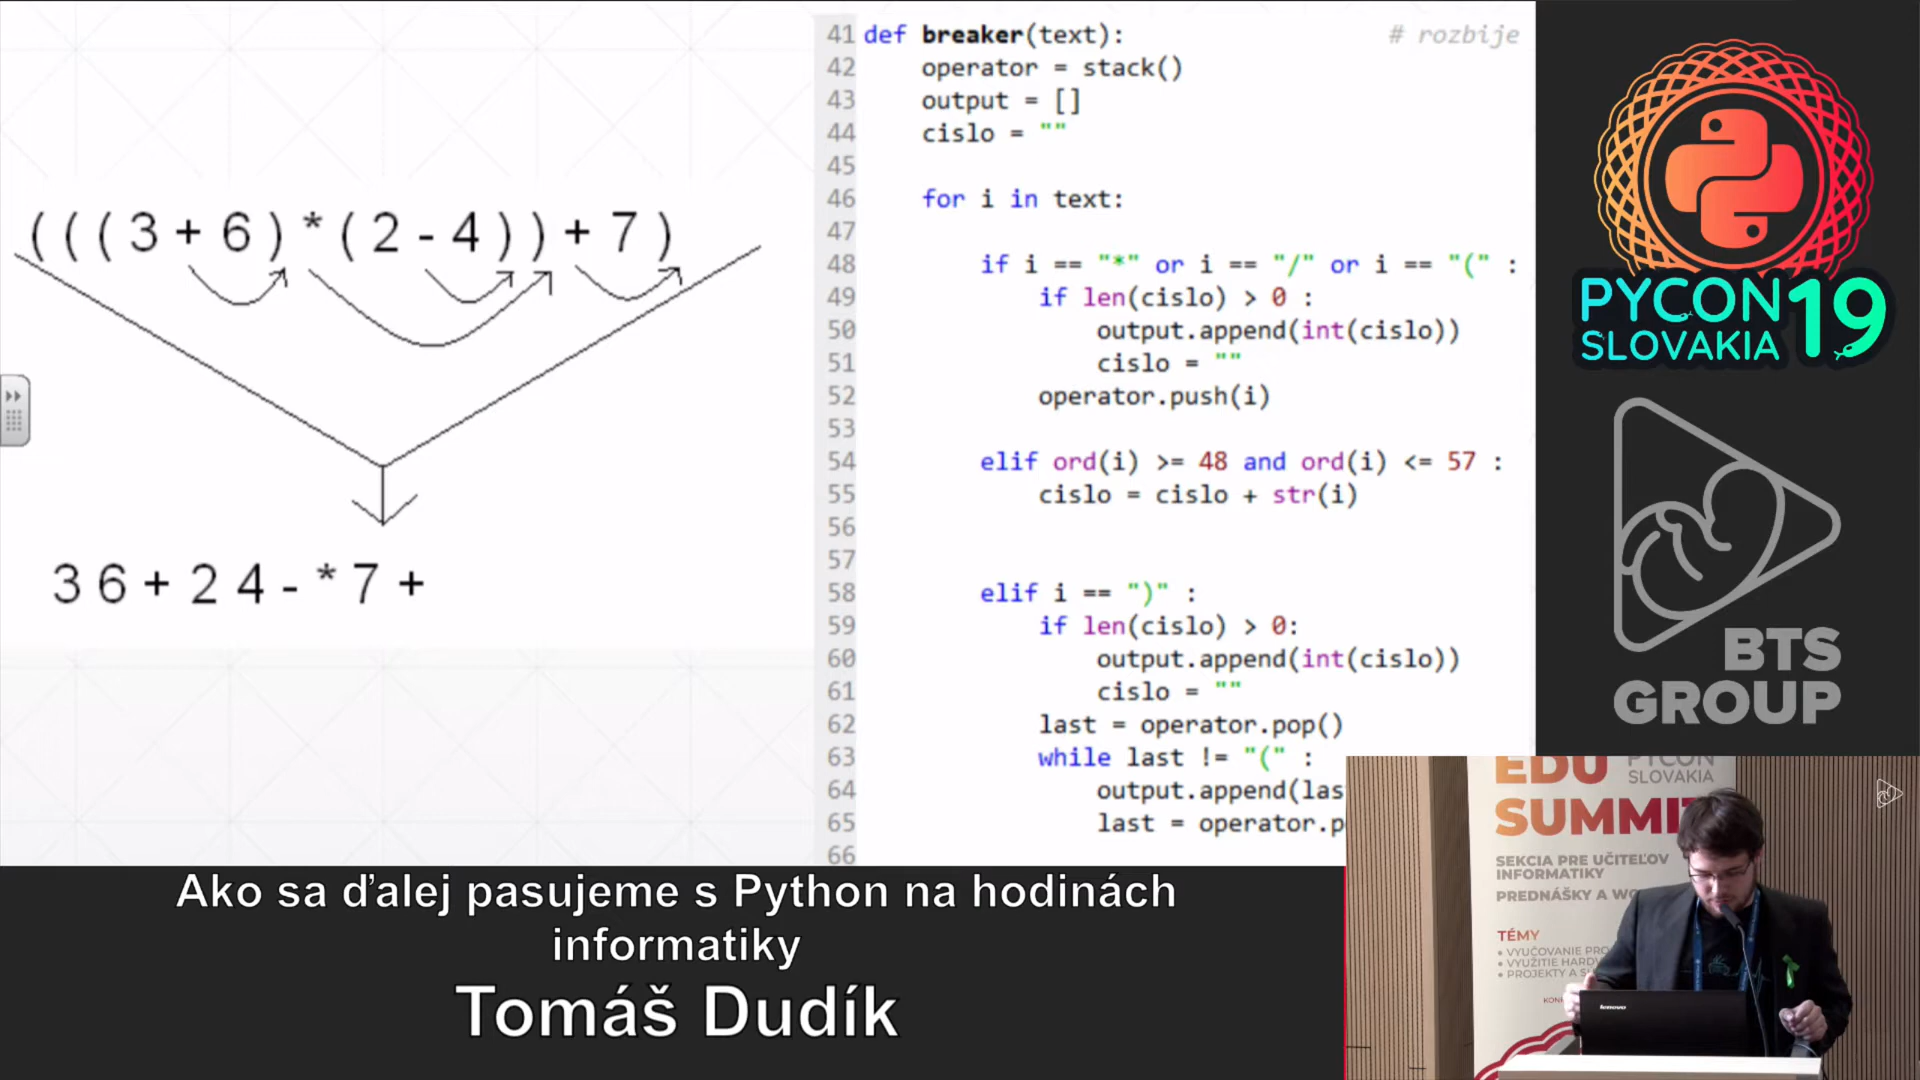 ( ( ( 3 + 6 ) * ( 2 - 4 ) ) + 7 )
3 6 + 2 4 - * 7 +
41 def breaker(text): # rozbije
42 operator = stack()
43 output = []
44 cislo = ""
45
46 for i in text:
47
48 if i == "*" or i == "/" or i == "(" :
49 if len(cislo) > 0 :
50 output.append(int(cislo))
51 cislo = ""
52 operator.push(i)
53
54 elif ord(i) >= 48 and ord(i) <= 57 :
55 cislo = cislo + str(i)
56
57
58 elif i == ")" :
59 if len(cislo) > 0:
60 output.append(int(cislo))
61 cislo = ""
62 last = operator.pop()
63 while last != "(" :
64 output.append(las
65 last = operator.p
66
PYCON 19
SLOVAKIA
BTS
GROUP
EDU PYCON
SUMMIT SLOVAKIA
SEKCIA PRE UČITEĽOV
INFORMATIKY
PREDNÁŠKY A WO
TÉMY
• VYUČOVANIE PRO
• VYUŽITIE HARD
• PROJEKTY A S
lenovo
Ako sa ďalej pasujeme s Python na hodinách
informatiky
Tomáš Dudík